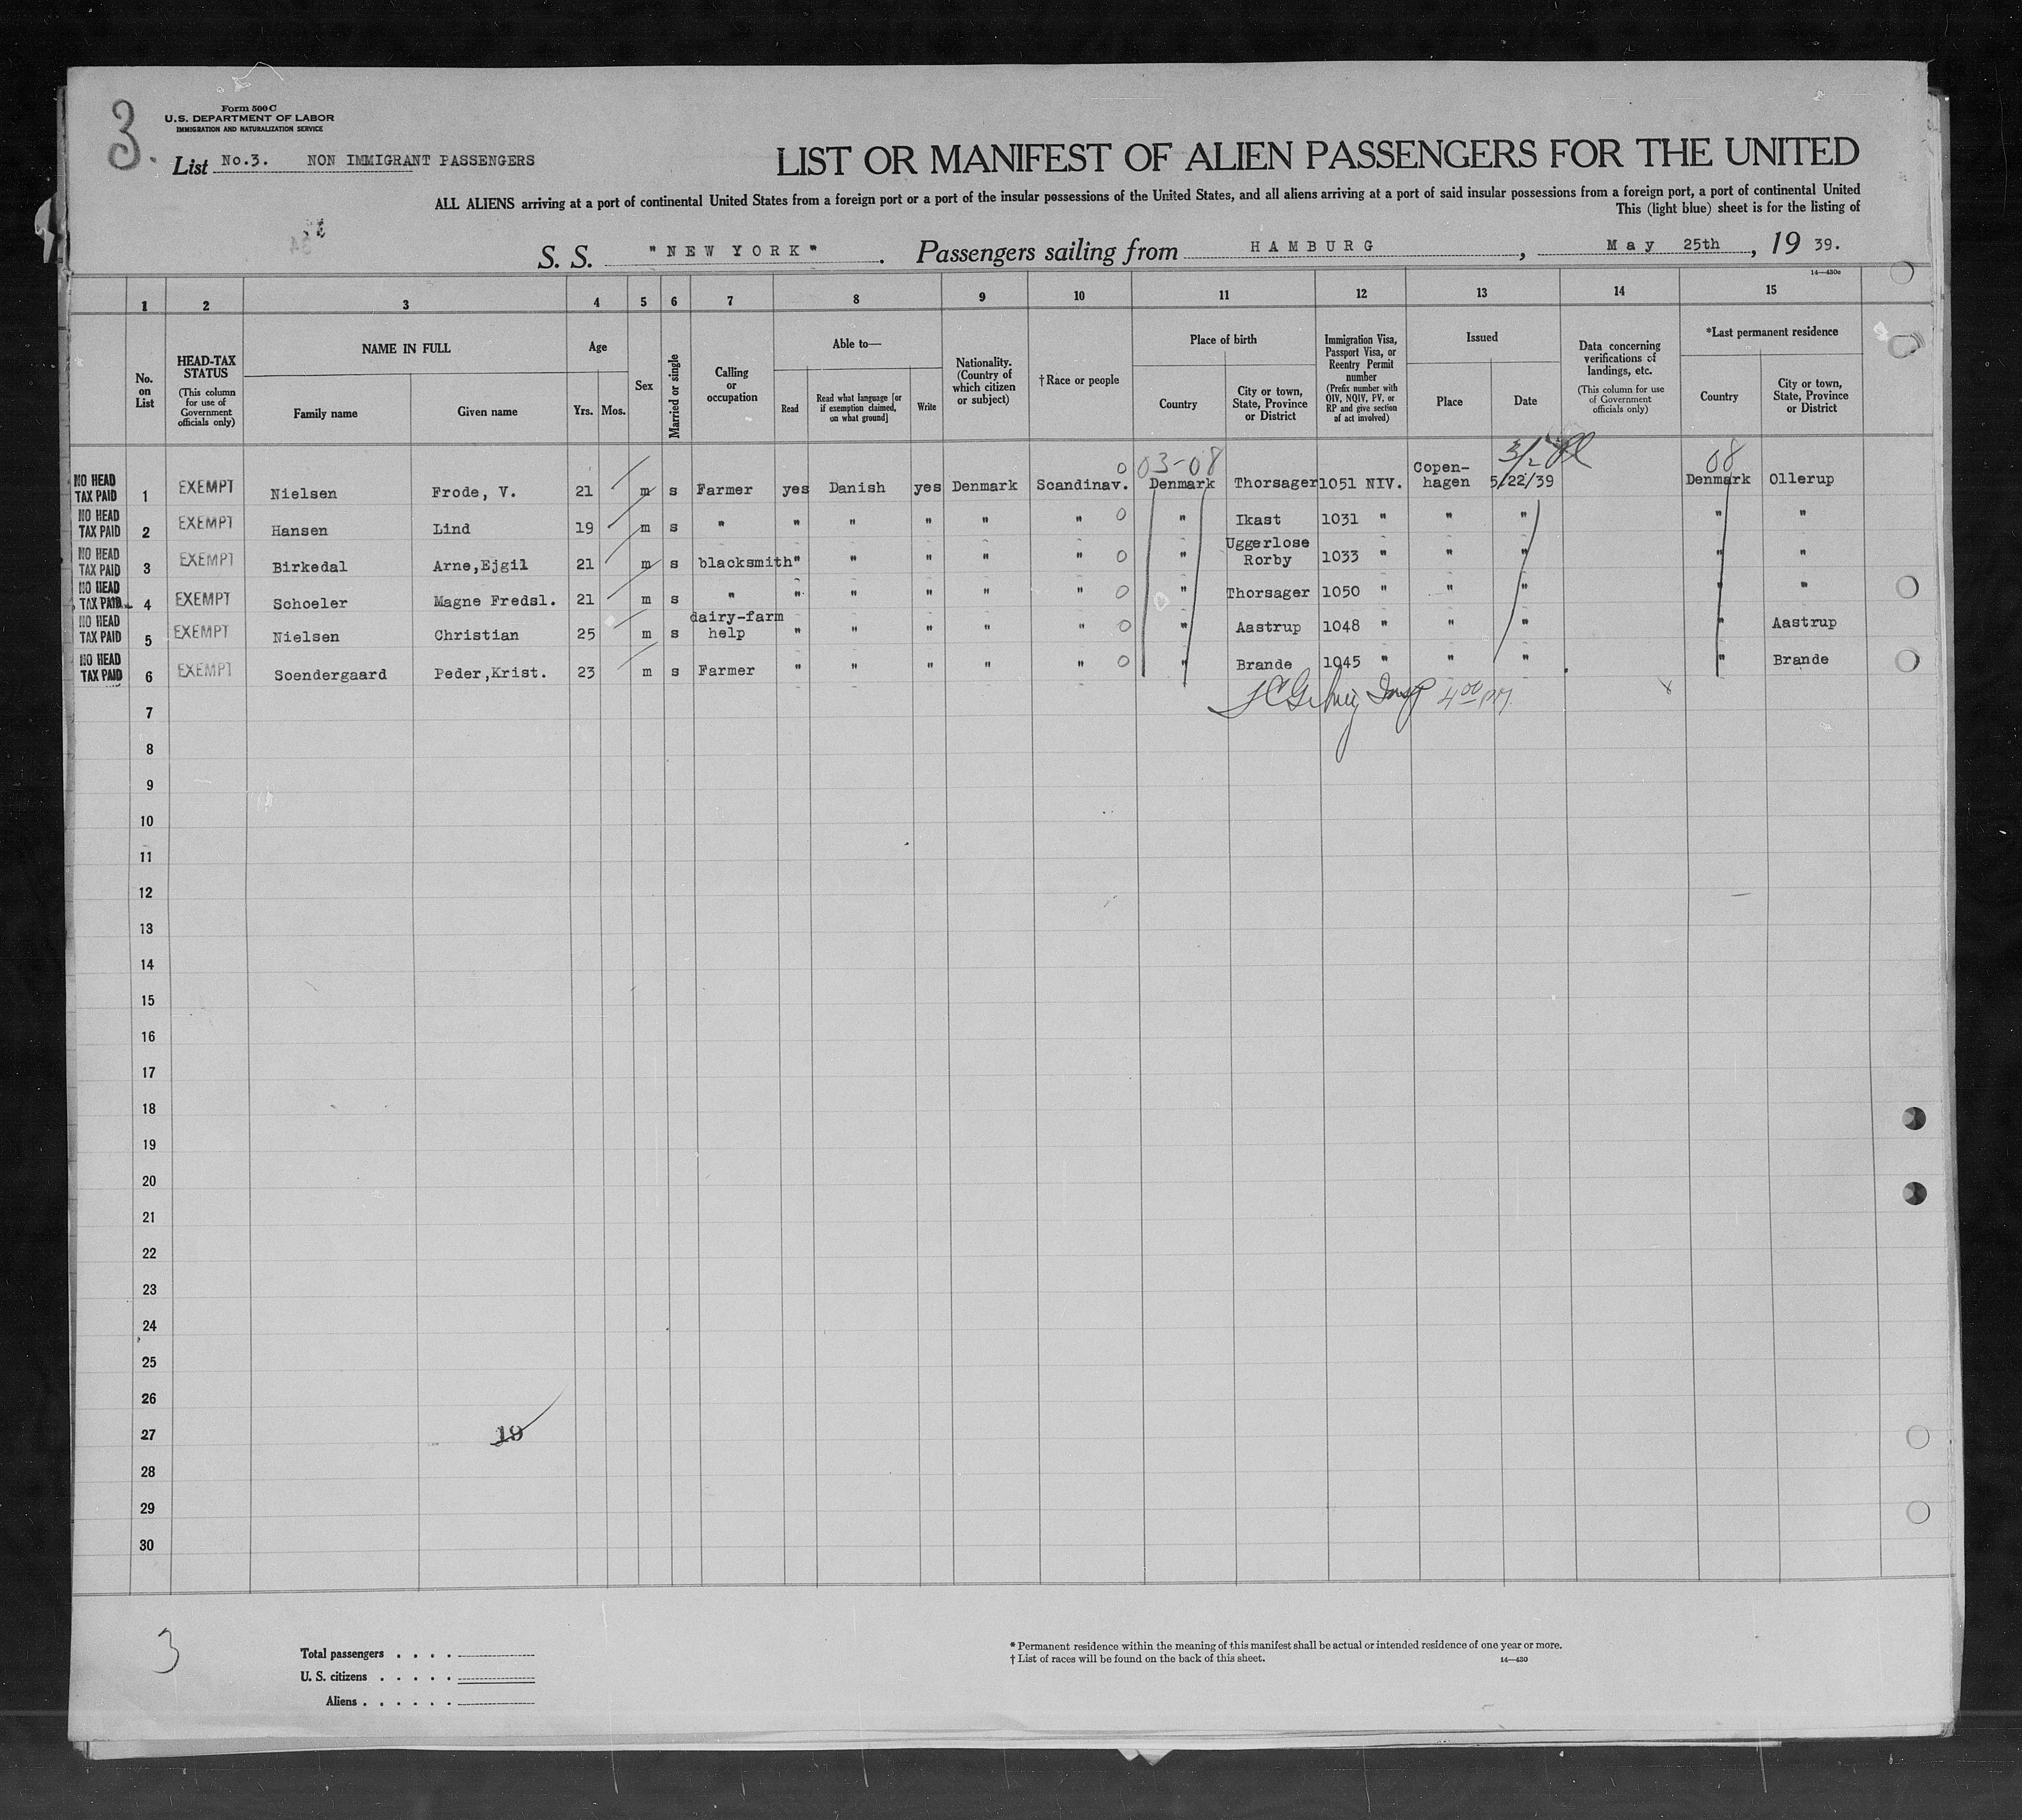 3.
Form 500 C
U.S. DEPARTMENT OF LABOR
IMMIGRATION AND NATURALIZATION SERVICE
List No.3. NON IMMIGRANT PASSENGERS
LIST OR MANIFEST OF ALIEN PASSENGERS FOR THE UNITED
ALL ALIENS arriving at a port of continental United States from a foreign port or a port of the insular possessions of the United States, and all aliens arriving at a port of said insular possessions from a foreign port, a port of continental United
This (light blue) sheet is for the listing of
S. S. "NEW YORK". Passengers sailing from HAMBURG, May 25th, 19 39.
14—430c
1 2 3 4 5 6 7 8 9 10 11 12 13 14 15
No. on List
HEAD-TAX STATUS
(This column for use of Government officials only)
NAME IN FULL
Family name
Given name
Age
Yrs. Mos.
Sex
Married or single
Calling or occupation
Able to—
Read
Read what language [or if exemption claimed, on what ground]
Write
Nationality. (Country of which citizen or subject)
† Race or people
Place of birth
Country
City or town, State, Province or District
Immigration Visa, Passport Visa, or Reentry Permit number
(Prefix number with QIV, NQIV, PV, or RP and give section of act involved)
Issued
Place
Date
Data concerning verifications of landings, etc.
(This column for use of Government officials only)
*Last permanent residence
Country
City or town, State, Province or District
03-08 08
NO HEAD TAX PAID 1 EXEMPT Nielsen Frode, V. 21 m s Farmer yes Danish yes Denmark Scandinav. 0 Denmark Thorsager 1051 NIV. Copen-hagen 5/22/39 Denmark Ollerup
NO HEAD TAX PAID 2 EXEMPT Hansen Lind 19 m s " " " " " " 0 " Ikast 1031 " " " " "
NO HEAD TAX PAID 3 EXEMPT Birkedal Arne,Ejgil 21 m s blacksmith " " " " " 0 " Uggerlose Rorby 1033 " " " " "
NO HEAD TAX PAID 4 EXEMPT Schoeler Magne Fredsl. 21 m s " " " " " " 0 " Thorsager 1050 " " " " "
NO HEAD TAX PAID 5 EXEMPT Nielsen Christian 25 m s dairy-farm help " " " " " 0 " Aastrup 1048 " " " " Aastrup
NO HEAD TAX PAID 6 EXEMPT Soendergaard Peder,Krist. 23 m s Farmer " " " " " 0 " Brande 1045 " " " " Brande
Insp 4 00 PM
7
8
9
10
11
12
13
14
15
16
17
18
19
20
21
22
23
24
25
26
27 19
28
29
30
3
Total passengers . . . .
U. S. citizens . . . . .
Aliens . . . . . .
* Permanent residence within the meaning of this manifest shall be actual or intended residence of one year or more.
† List of races will be found on the back of this sheet. 14—430